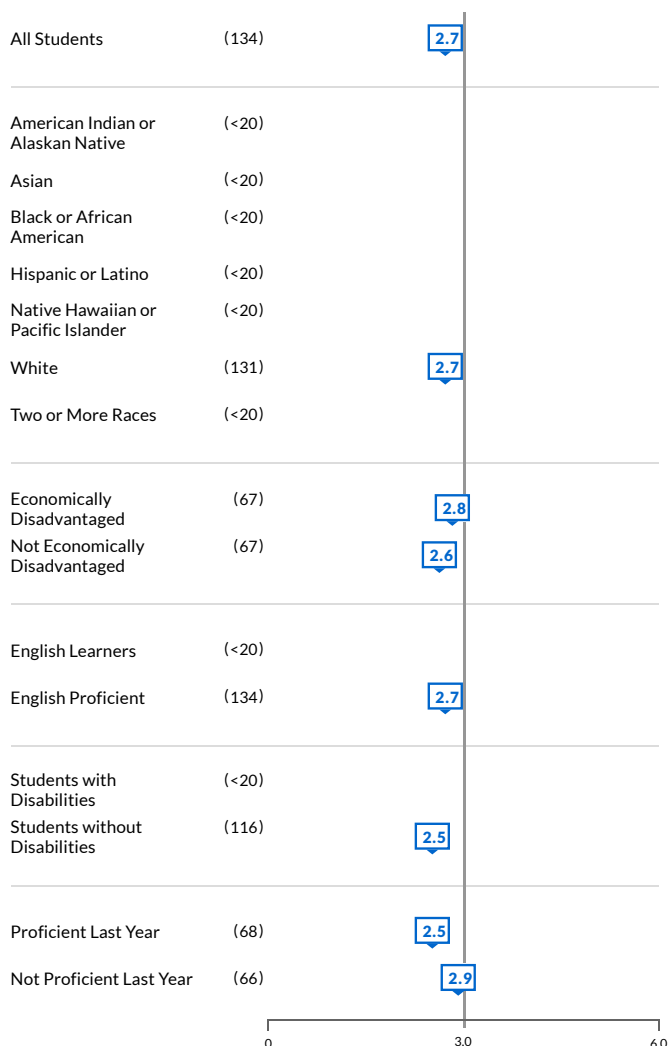 All Students (134) 2.7
American Indian or (<20)
Alaskan Native
Asian (<20)
Black or African (<20)
American
Hispanic or Latino (<20)
Native Hawaiian or (<20)
Pacific Islander
White (131) 2.7
Two or More Races (<20)
Economically (67) 2.8
Disadvantaged
Not Economically (67) 2.6
Disadvantaged
English Learners (<20)
English Proficient (134) 2.7
Students with (<20)
Disabilities
Students without (116) 2.5
Disabilities
Proficient Last Year (68) 2.5
Not Proficient Last Year (66) 2.9
0 3.0 6.0